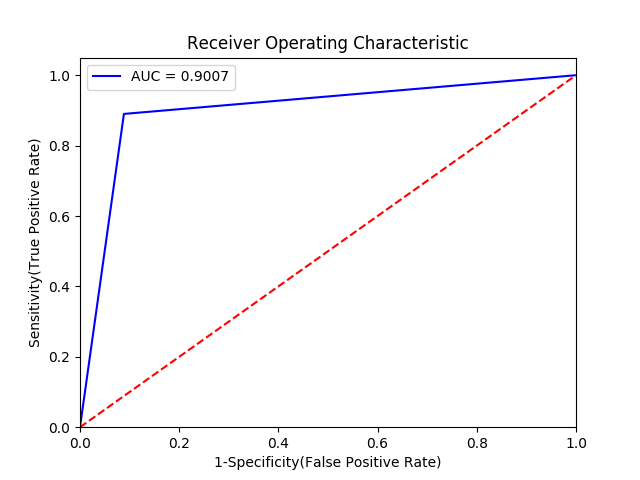 Receiver Operating Characteristic
AUC = 0.9007
1.0
0.8
0.6
0.4
0.2
0.0
Sensitivity(True Positive Rate)
0.0 0.2 0.4 0.6 0.8 1.0
1-Specificity(False Positive Rate)